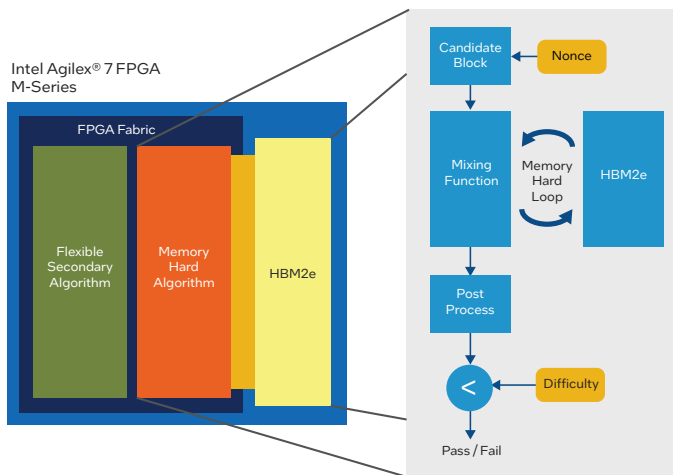 Intel Agilex® 7 FPGA
M-Series
FPGA Fabric
Flexible
Secondary
Algorithm
Memory
Hard
Algorithm
HBM2e
Candidate
Block
Nonce
Mixing
Function
Memory
Hard
Loop
HBM2e
Post
Process
<
Difficulty
Pass / Fail